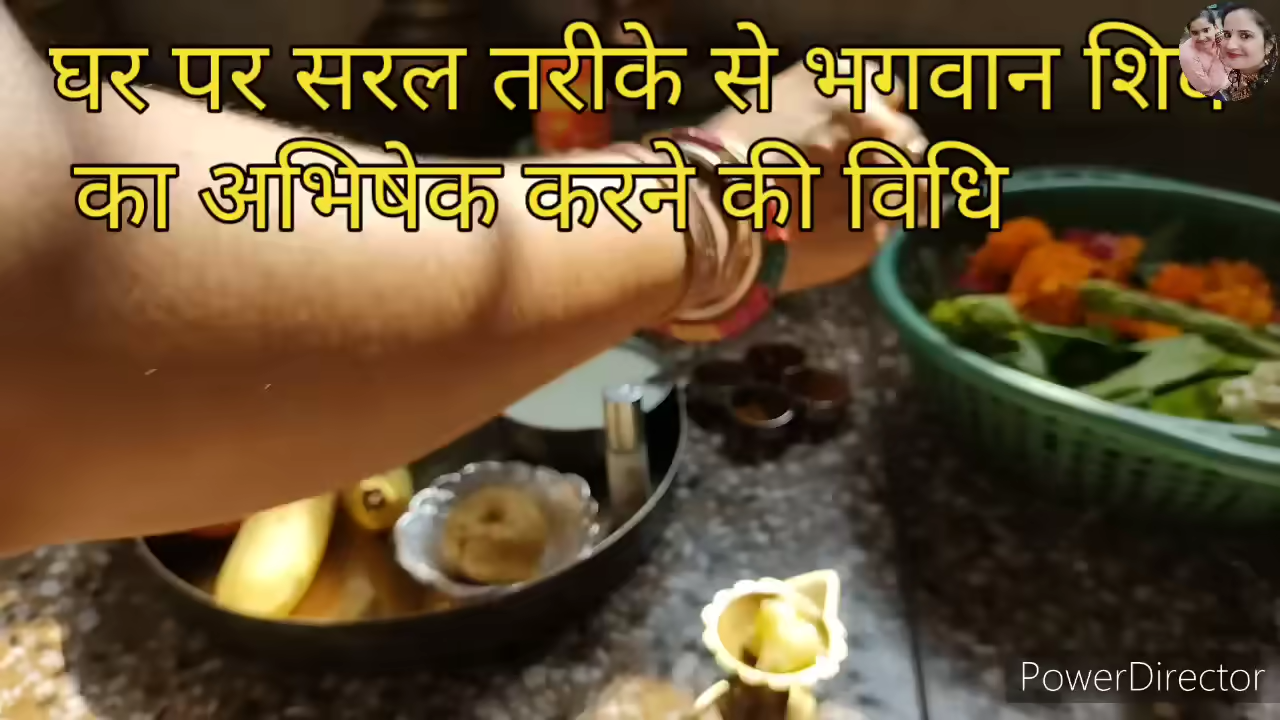 घर पर सरल तरीके से भगवान शिव
का अभिषेक करने की विधि
PowerDirector